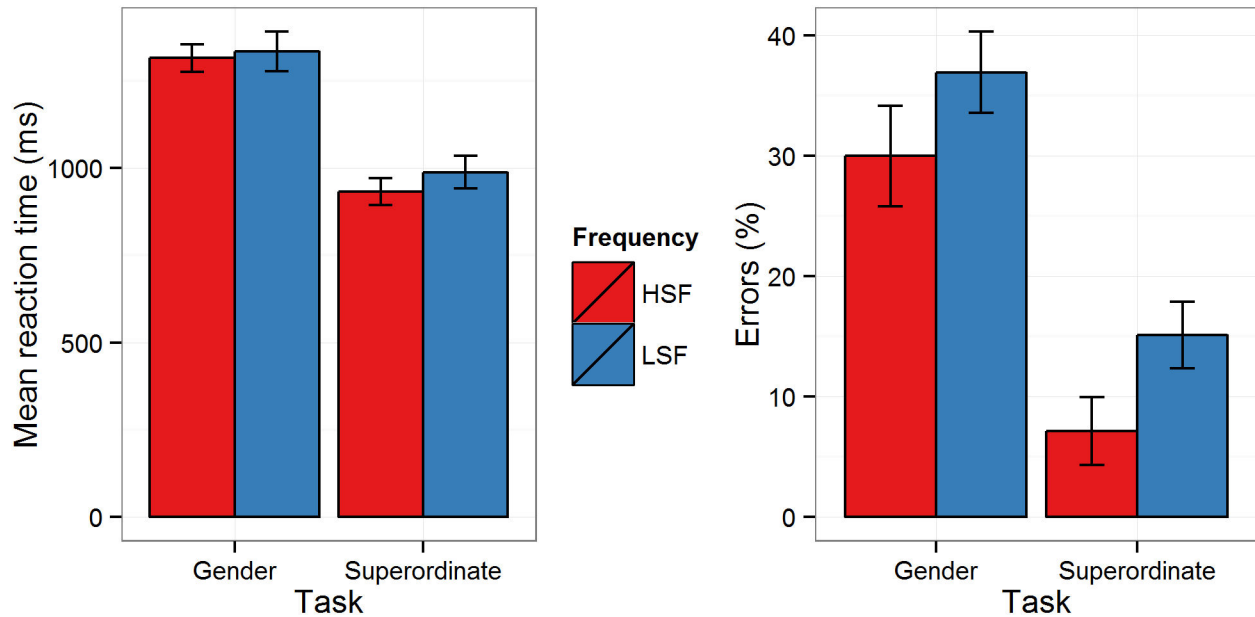 Mean reaction time (ms)
1000
500
0
Gender
Superordinate
Task
Frequency
HSF
LSF
Errors (%)
40
30
20
10
0
Gender
Superordinate
Task